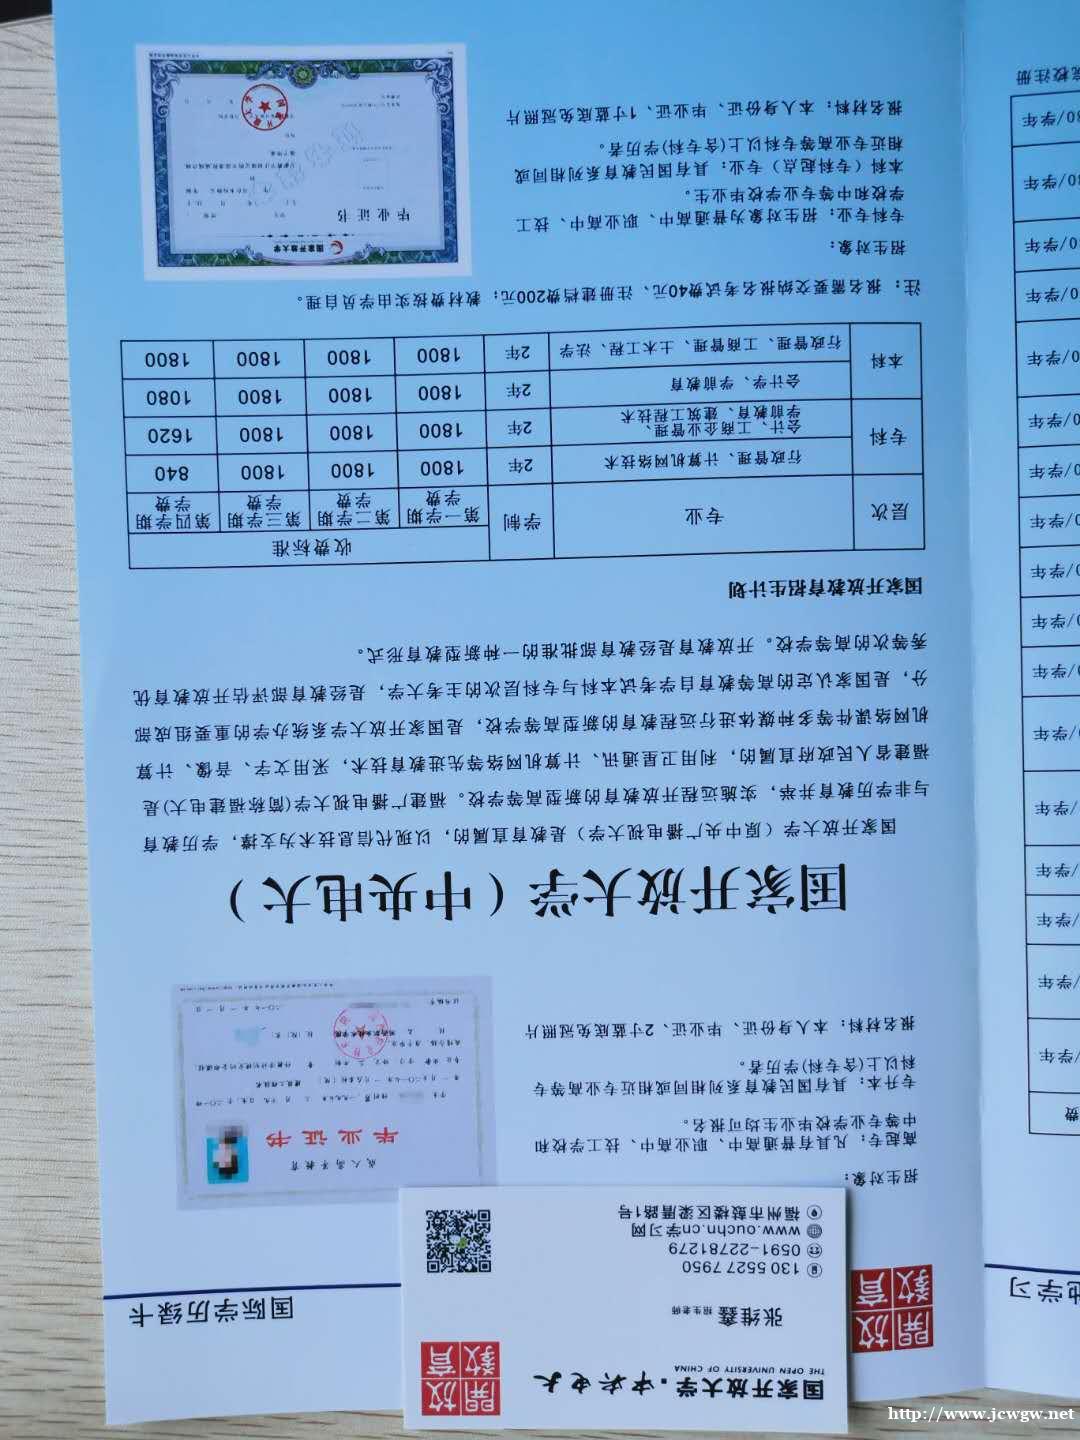 国家开放大学·中央电大
THE OPEN UNIVERSITY OF CHINA
開放
教育
张维鑫 招生老师
130 5527 7950
0591-22781279
www.ouchn.cn学习网
福州市鼓楼区梁厝路1号
開放
教育
国际学历绿卡
招生对象：
高起专：凡具有普通高中、职业高中、技工学校和
中等专业学校毕业生均可报名。
专升本：具有国民教育系列相同或相近专业高等专
科以上(含专科)学历者。
报名材料：本人身份证、毕业证、2寸蓝底免冠照片
成人高等教育
毕业证书
国家开放大学（中央电大）
国家开放大学（原中央广播电视大学）是教育直属的，以现代信息技术为支撑，学历教育
与非学历教育并举，实施远程开放教育的新型高等学校。福建广播电视大学(简称福建电大)是
福建省人民政府直属的，利用卫星通讯、计算机网络等先进教育技术，采用文字、音像、计算
机网络课件等多种媒体进行远程教育的新型高等学校，是国家开放大学系统办学的重要组成部
分，是国家认定的高等教育自学考试本科与专科层次的主考大学，是经教育部评估开放教育优
秀等次的高等学校。开放教育是经教育部批准的一种新型教育形式。
国家开放教育招生计划
层次 专业 学制 收费标准
第一学期学费 第二学期学费 第三学期学费 第四学期学费
专科 行政管理、计算机网络技术 2年 1800 1800 1800 840
会计、工商企业管理、
学前教育、建筑工程技术 2年 1800 1800 1800 1620
本科 会计学、学前教育 2年 1800 1800 1800 1080
行政管理、工商管理、土木工程、法学 2年 1800 1800 1800 1800
注：报名需要交纳报名考试费40元、注册建档费200元；教材费按实由学员自理。
招生对象：
专科专业：招生对象为普通高中、职业高中、技工
学校和中等专业学校毕业生。
本科（专科起点）专业：具有国民教育系列相同或
相近专业高等专科以上(含专科)学历者。
报名材料：本人身份证、毕业证、1寸蓝底免冠照片
国家开放大学
毕业证书
http://www.jcwgw.net